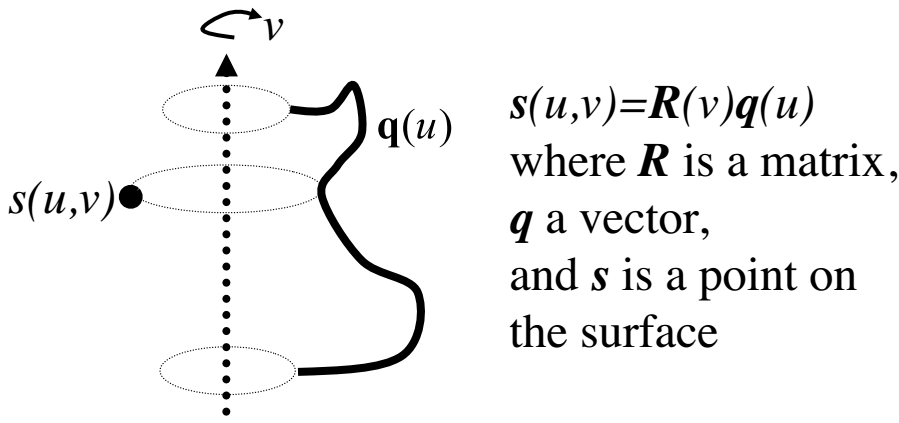 v
q(u)
s(u,v)
s(u,v)=R(v)q(u)
where R is a matrix,
q a vector,
and s is a point on
the surface